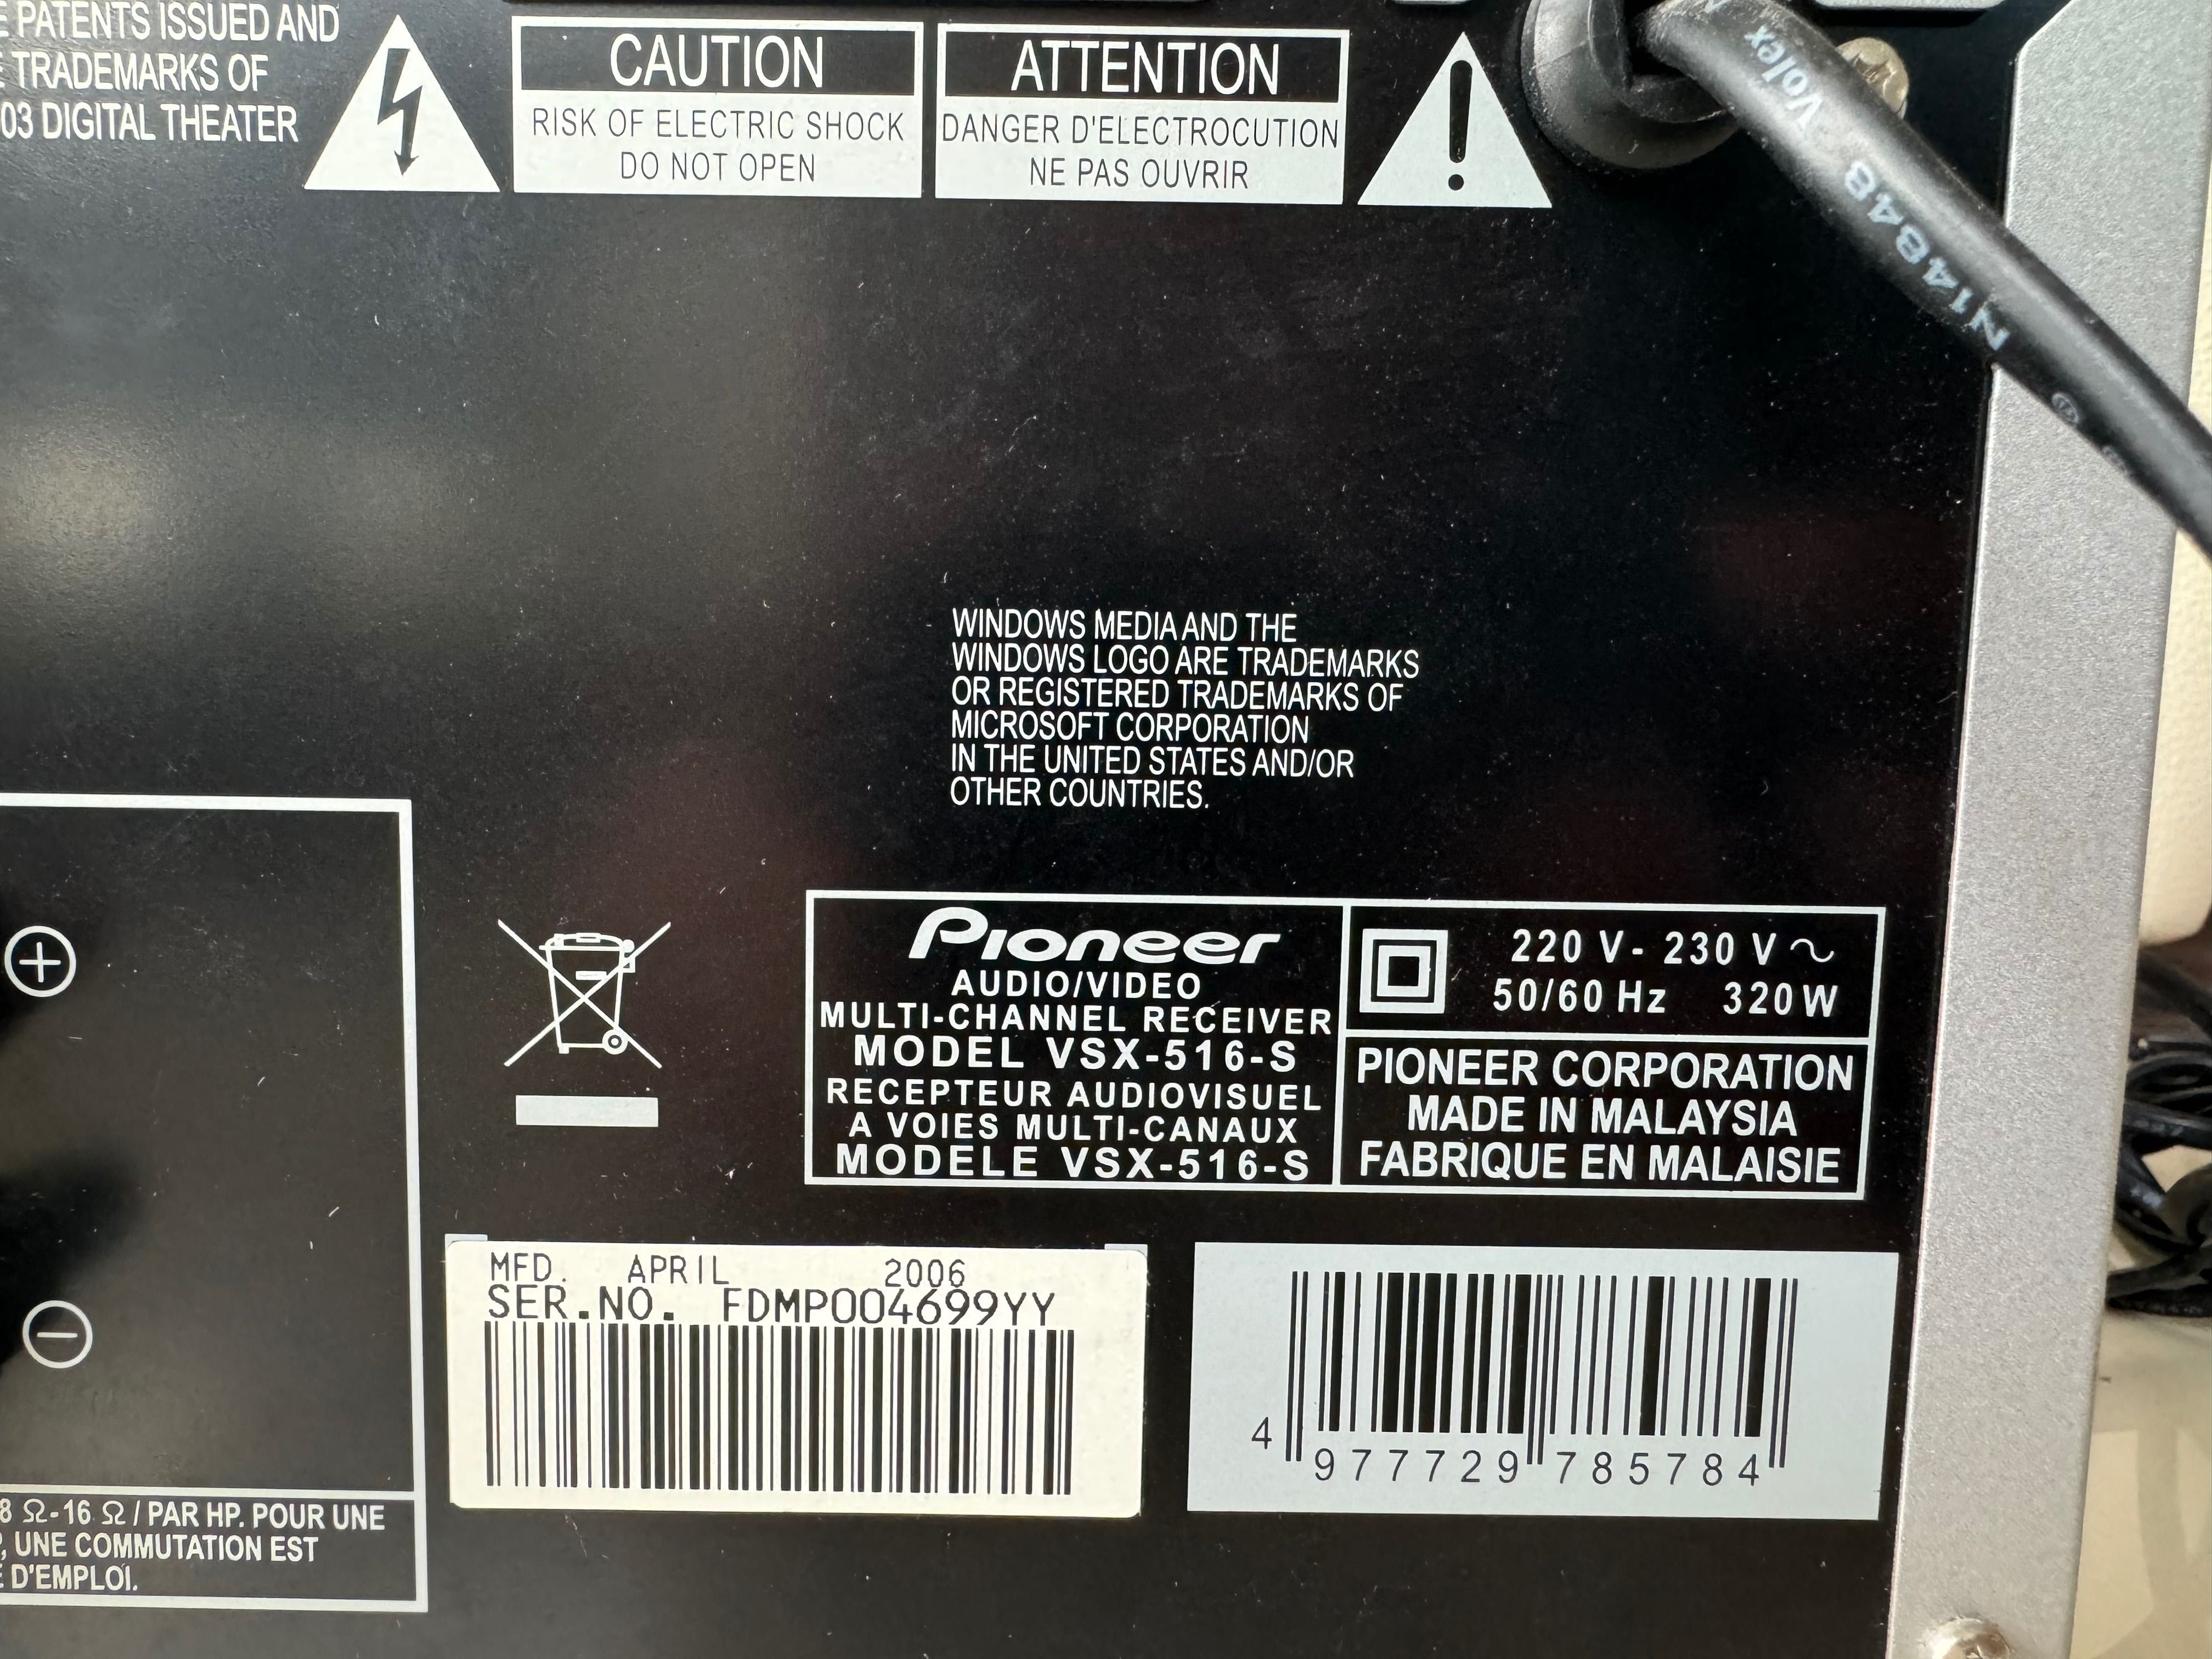 E PATENTS ISSUED AND
E TRADEMARKS OF
03 DIGITAL THEATER
CAUTION
RISK OF ELECTRIC SHOCK
DO NOT OPEN
ATTENTION
DANGER D'ELECTROCUTION
NE PAS OUVRIR
Volex
N1484B
WINDOWS MEDIA AND THE
WINDOWS LOGO ARE TRADEMARKS
OR REGISTERED TRADEMARKS OF
MICROSOFT CORPORATION
IN THE UNITED STATES AND/OR
OTHER COUNTRIES.
Pioneer
AUDIO/VIDEO
MULTI-CHANNEL RECEIVER
MODEL VSX-516-S
RECEPTEUR AUDIOVISUEL
A VOIES MULTI-CANAUX
MODELE VSX-516-S
220 V- 230 V ~
50/60 Hz 320W
PIONEER CORPORATION
MADE IN MALAYSIA
FABRIQUE EN MALAISIE
MFD. APRIL 2006
SER.NO. FDMP004699YY
4 977729 785784
8 Ω-16 Ω / PAR HP. POUR UNE
, UNE COMMUTATION EST
E D'EMPLOI.